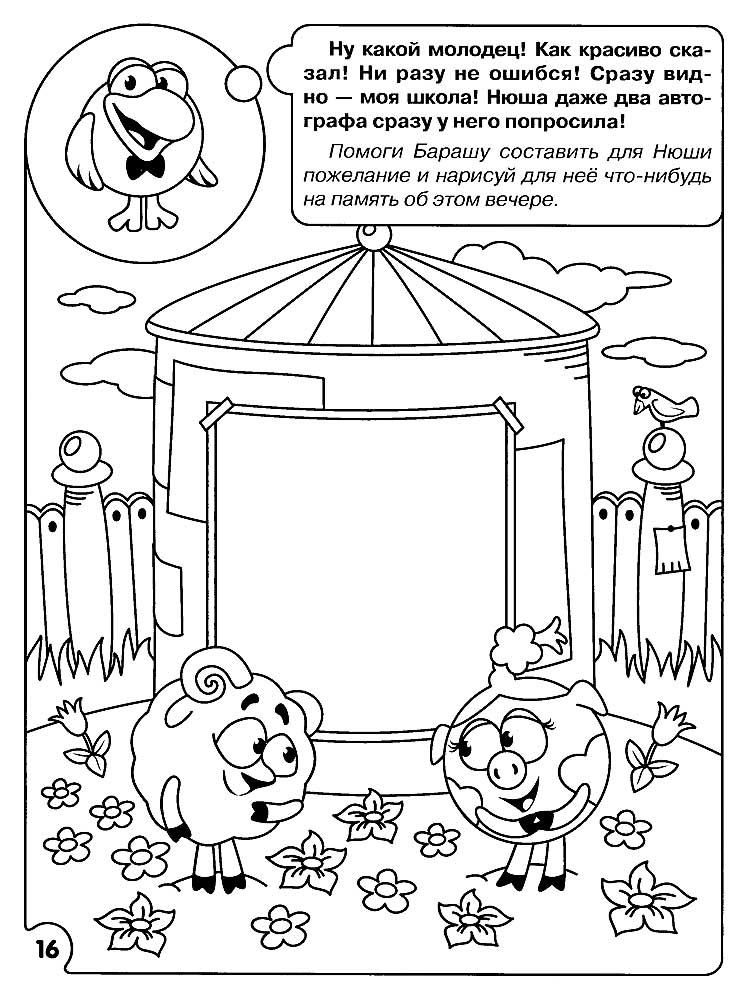 Ну какой молодец! Как красиво ска-
зал! Ни разу не ошибся! Сразу вид-
но — моя школа! Нюша даже два авто-
графа сразу у него попросила!
Помоги Барашу составить для Нюши
пожелание и нарисуй для неё что-нибудь
на память об этом вечере.
16